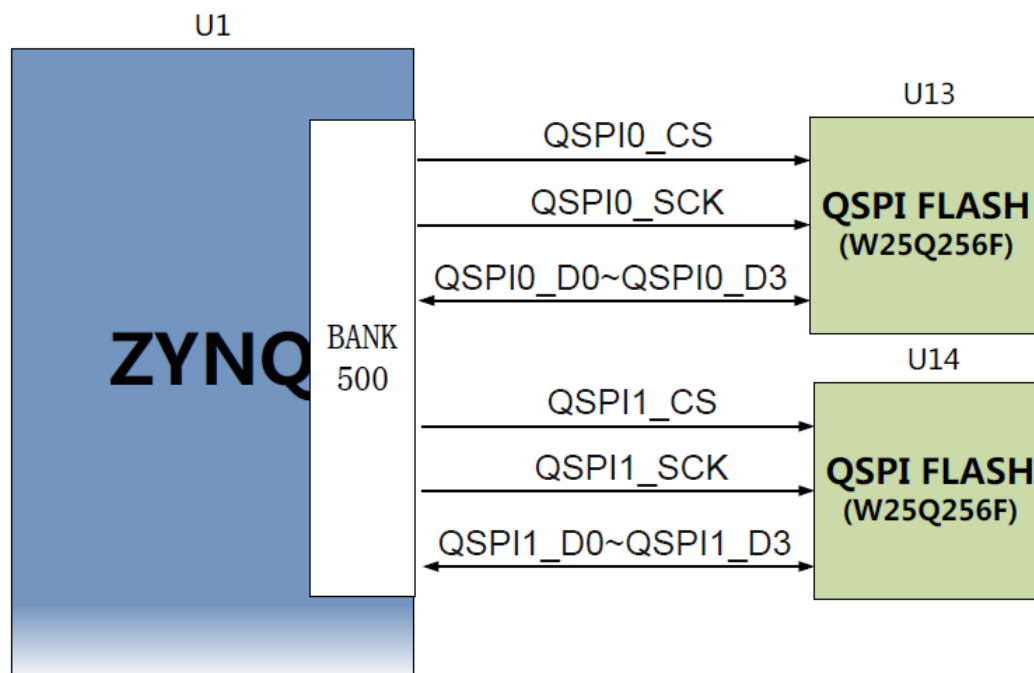 U1
ZYNQ
BANK
500
QSPI0_CS
QSPI0_SCK
QSPI0_D0~QSPI0_D3
U13
QSPI FLASH
(W25Q256F)
QSPI1_CS
QSPI1_SCK
QSPI1_D0~QSPI1_D3
U14
QSPI FLASH
(W25Q256F)